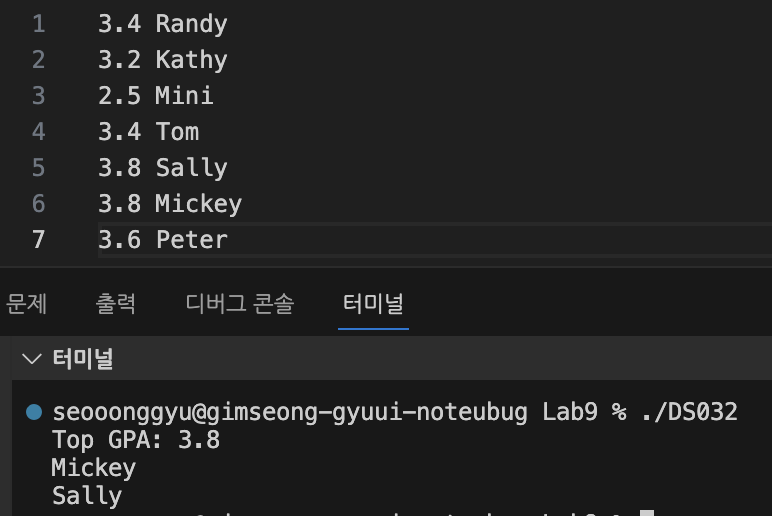 1 3.4 Randy
2 3.2 Kathy
3 2.5 Mini
4 3.4 Tom
5 3.8 Sally
6 3.8 Mickey
7 3.6 Peter
문제 출력 디버그 콘솔 터미널
터미널
seooonggyu@gimseong-gyuui-noteubug Lab9 % ./DS032
Top GPA: 3.8
Mickey
Sally